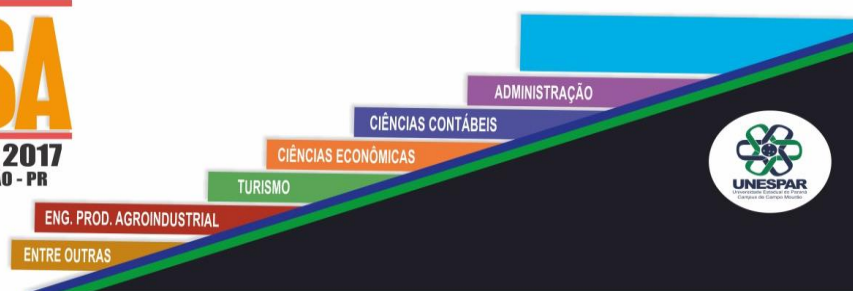 SA
2017
ÃO - PR
ADMINISTRAÇÃO
CIÊNCIAS CONTÁBEIS
CIÊNCIAS ECONÔMICAS
TURISMO
ENG. PROD. AGROINDUSTRIAL
ENTRE OUTRAS
UNESPAR
Universidade Estadual do Paraná
Campus de Campo Mourão